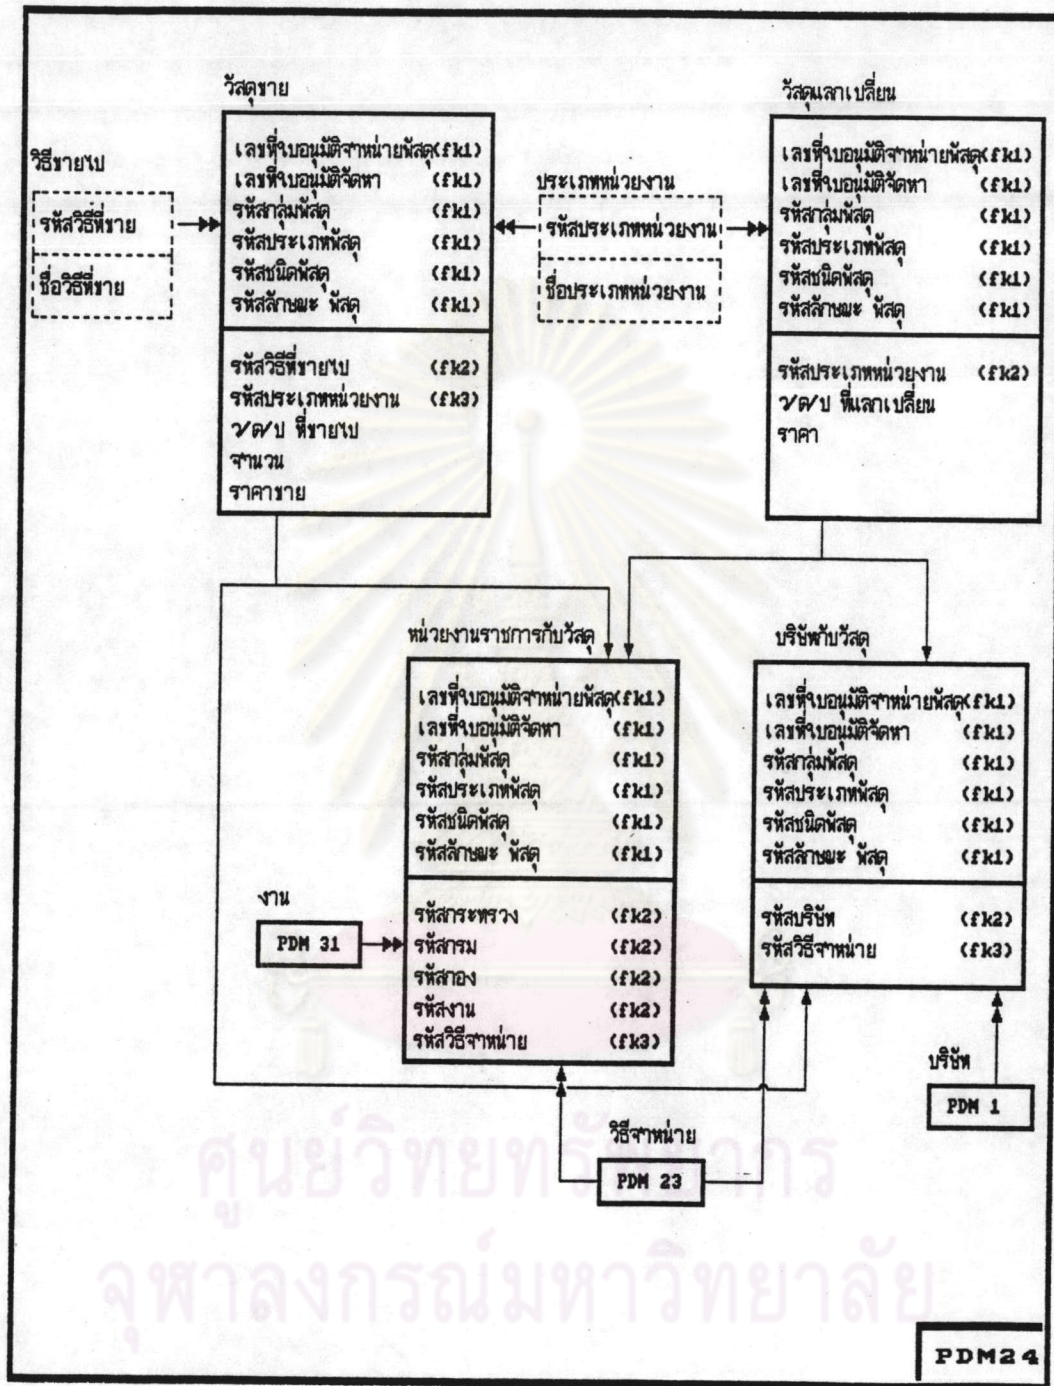 วัสดุขาย
เลขที่ใบอนุมัติจำหน่ายพัสดุ(fk1)
เลขที่ใบอนุมัติจัดหา (fk1)
รหัสกลุ่มพัสดุ (fk1)
รหัสประเภทพัสดุ (fk1)
รหัสชนิดพัสดุ (fk1)
รหัสลักษณะ พัสดุ (fk1)
รหัสวิธีที่ขายไป (fk2)
รหัสประเภทหน่วยงาน (fk3)
ว/ด/ป ที่ขายไป
จำนวน
ราคาขาย
วิธีขายไป
รหัสวิธีที่ขาย
ชื่อวิธีที่ขาย
ประเภทหน่วยงาน
รหัสประเภทหน่วยงาน
ชื่อประเภทหน่วยงาน
วัสดุแลกเปลี่ยน
เลขที่ใบอนุมัติจำหน่ายพัสดุ(fk1)
เลขที่ใบอนุมัติจัดหา (fk1)
รหัสกลุ่มพัสดุ (fk1)
รหัสประเภทพัสดุ (fk1)
รหัสชนิดพัสดุ (fk1)
รหัสลักษณะ พัสดุ (fk1)
รหัสประเภทหน่วยงาน (fk2)
ว/ด/ป ที่แลกเปลี่ยน
ราคา
หน่วยงานราชการกับวัสดุ
เลขที่ใบอนุมัติจำหน่ายพัสดุ(fk1)
เลขที่ใบอนุมัติจัดหา (fk1)
รหัสกลุ่มพัสดุ (fk1)
รหัสประเภทพัสดุ (fk1)
รหัสชนิดพัสดุ (fk1)
รหัสลักษณะ พัสดุ (fk1)
รหัสกระทรวง (fk2)
รหัสกรม (fk2)
รหัสกอง (fk2)
รหัสงาน (fk2)
รหัสวิธีจำหน่าย (fk3)
บริษัทกับวัสดุ
เลขที่ใบอนุมัติจำหน่ายพัสดุ(fk1)
เลขที่ใบอนุมัติจัดหา (fk1)
รหัสกลุ่มพัสดุ (fk1)
รหัสประเภทพัสดุ (fk1)
รหัสชนิดพัสดุ (fk1)
รหัสลักษณะ พัสดุ (fk1)
รหัสบริษัท (fk2)
รหัสวิธีจำหน่าย (fk3)
งาน
PDM 31
บริษัท
PDM 1
วิธีจำหน่าย
PDM 23
ศูนย์วิทยทรัพยากร
จุฬาลงกรณ์มหาวิทยาลัย
PDM24